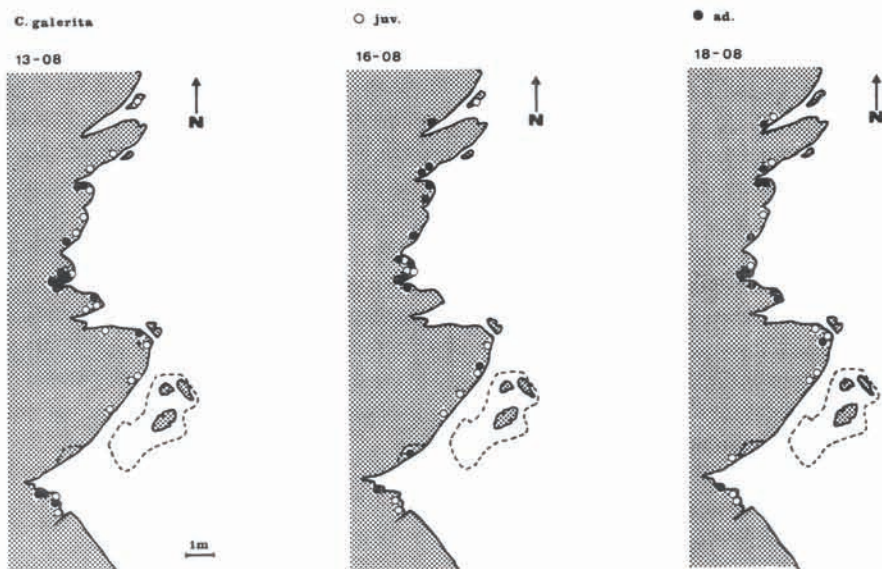 C. galerita
○ juv.
● ad.
13-08
16-08
18-08
N
N
N
1m